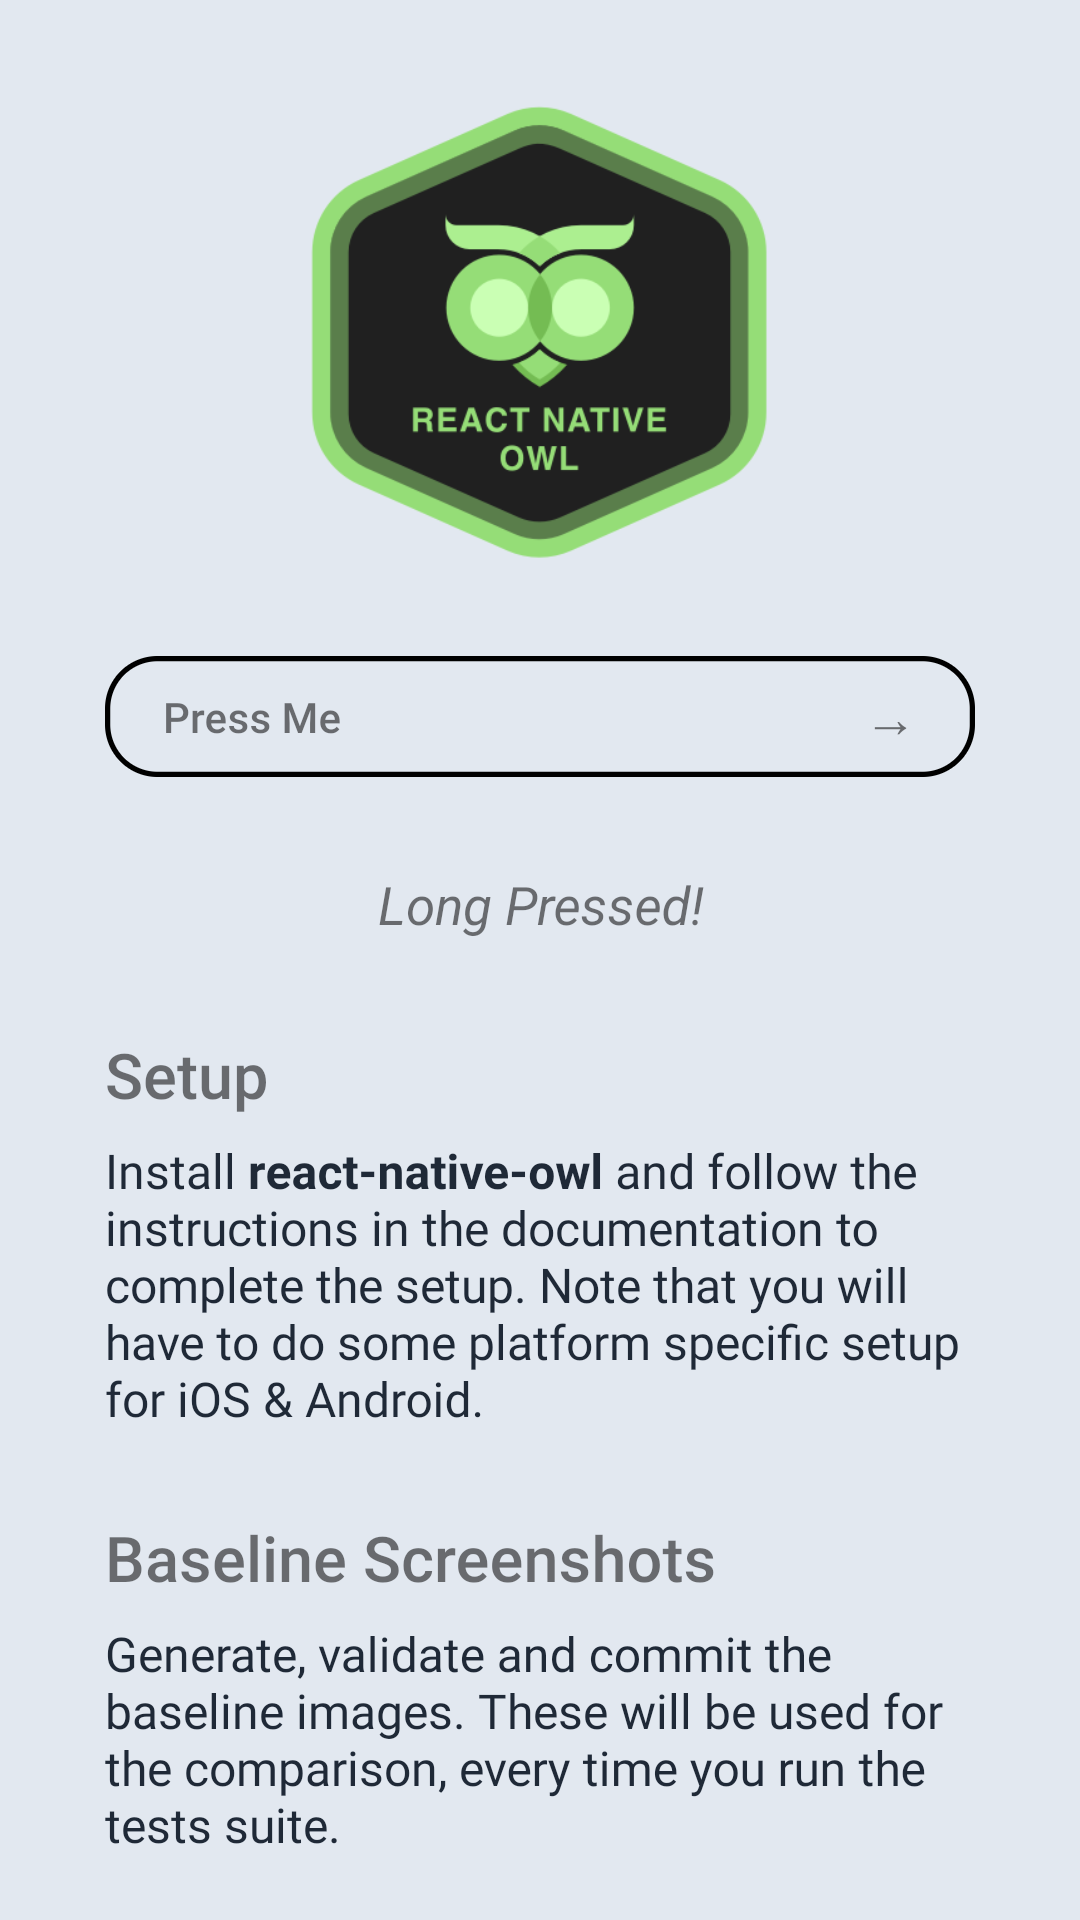 REACT NATIVE
OWL
Press Me →
Long Pressed!
Setup
Install react-native-owl and follow the
instructions in the documentation to
complete the setup. Note that you will
have to do some platform specific setup
for iOS & Android.
Baseline Screenshots
Generate, validate and commit the
baseline images. These will be used for
the comparison, every time you run the
tests suite.